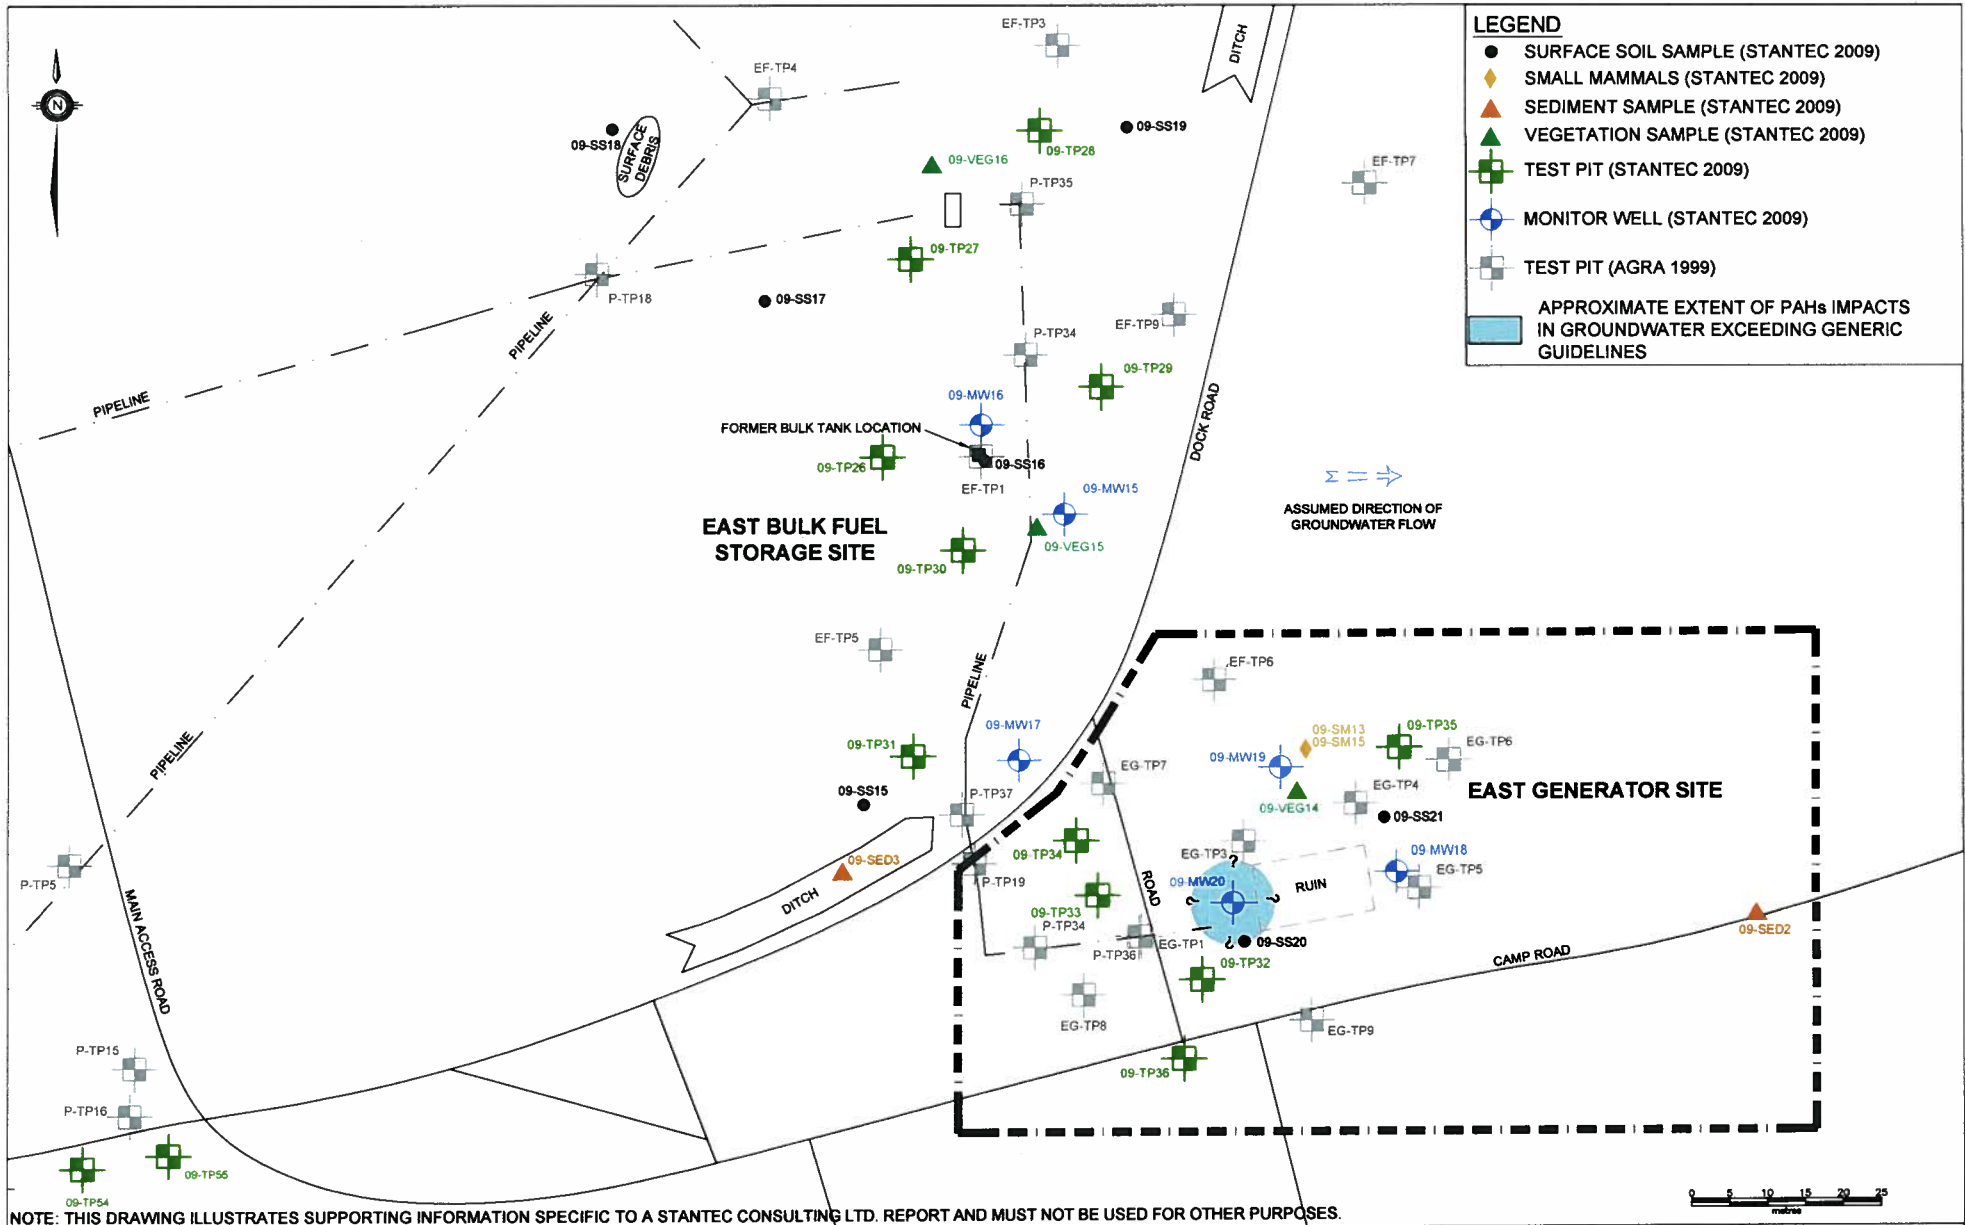 LEGEND
SURFACE SOIL SAMPLE (STANTEC 2009)
SMALL MAMMALS (STANTEC 2009)
SEDIMENT SAMPLE (STANTEC 2009)
VEGETATION SAMPLE (STANTEC 2009)
TEST PIT (STANTEC 2009)
MONITOR WELL (STANTEC 2009)
TEST PIT (AGRA 1999)
APPROXIMATE EXTENT OF PAHs IMPACTS
IN GROUNDWATER EXCEEDING GENERIC
GUIDELINES
N
EF-TP3
DITCH
EF-TP4
09-SS18
SURFACE
DEBRIS
09-TP28
09-SS19
09-VEG16
P-TP35
EF-TP7
09-TP27
P-TP18
09-SS17
PIPELINE
EF-TP9
P-TP34
09-TP29
PIPELINE
09-MW16
DOCK ROAD
FORMER BULK TANK LOCATION
09-TP26
09-SS16
EF-TP1
09-MW15
ASSUMED DIRECTION OF
GROUNDWATER FLOW
EAST BULK FUEL
STORAGE SITE
09-VEG15
09-TP30
EF-TP5
PIPELINE
EF-TP6
PIPELINE
09-TP31
09-MW17
09-SM13
09-SM15
09-TP35
EG-TP6
09-MW19
EG-TP7
EG-TP4
EAST GENERATOR SITE
09-SS15
P-TP37
09-VEG14
09-SS21
09-SED3
09-TP34
EG-TP3
?
09-MW18
EG-TP5
P-TP5
P-TP19
ROAD
09-MW20
RUIN
?
?
DITCH
MAIN ACCESS ROAD
09-TP33
P-TP34
P-TP36
EG-TP1
?
09-SS20
09-SED2
CAMP ROAD
09-TP32
EG-TP8
EG-TP9
P-TP15
09-TP36
P-TP16
09-TP55
09-TP54
0 5 10 15 20 25
metres
NOTE: THIS DRAWING ILLUSTRATES SUPPORTING INFORMATION SPECIFIC TO A STANTEC CONSULTING LTD. REPORT AND MUST NOT BE USED FOR OTHER PURPOSES.